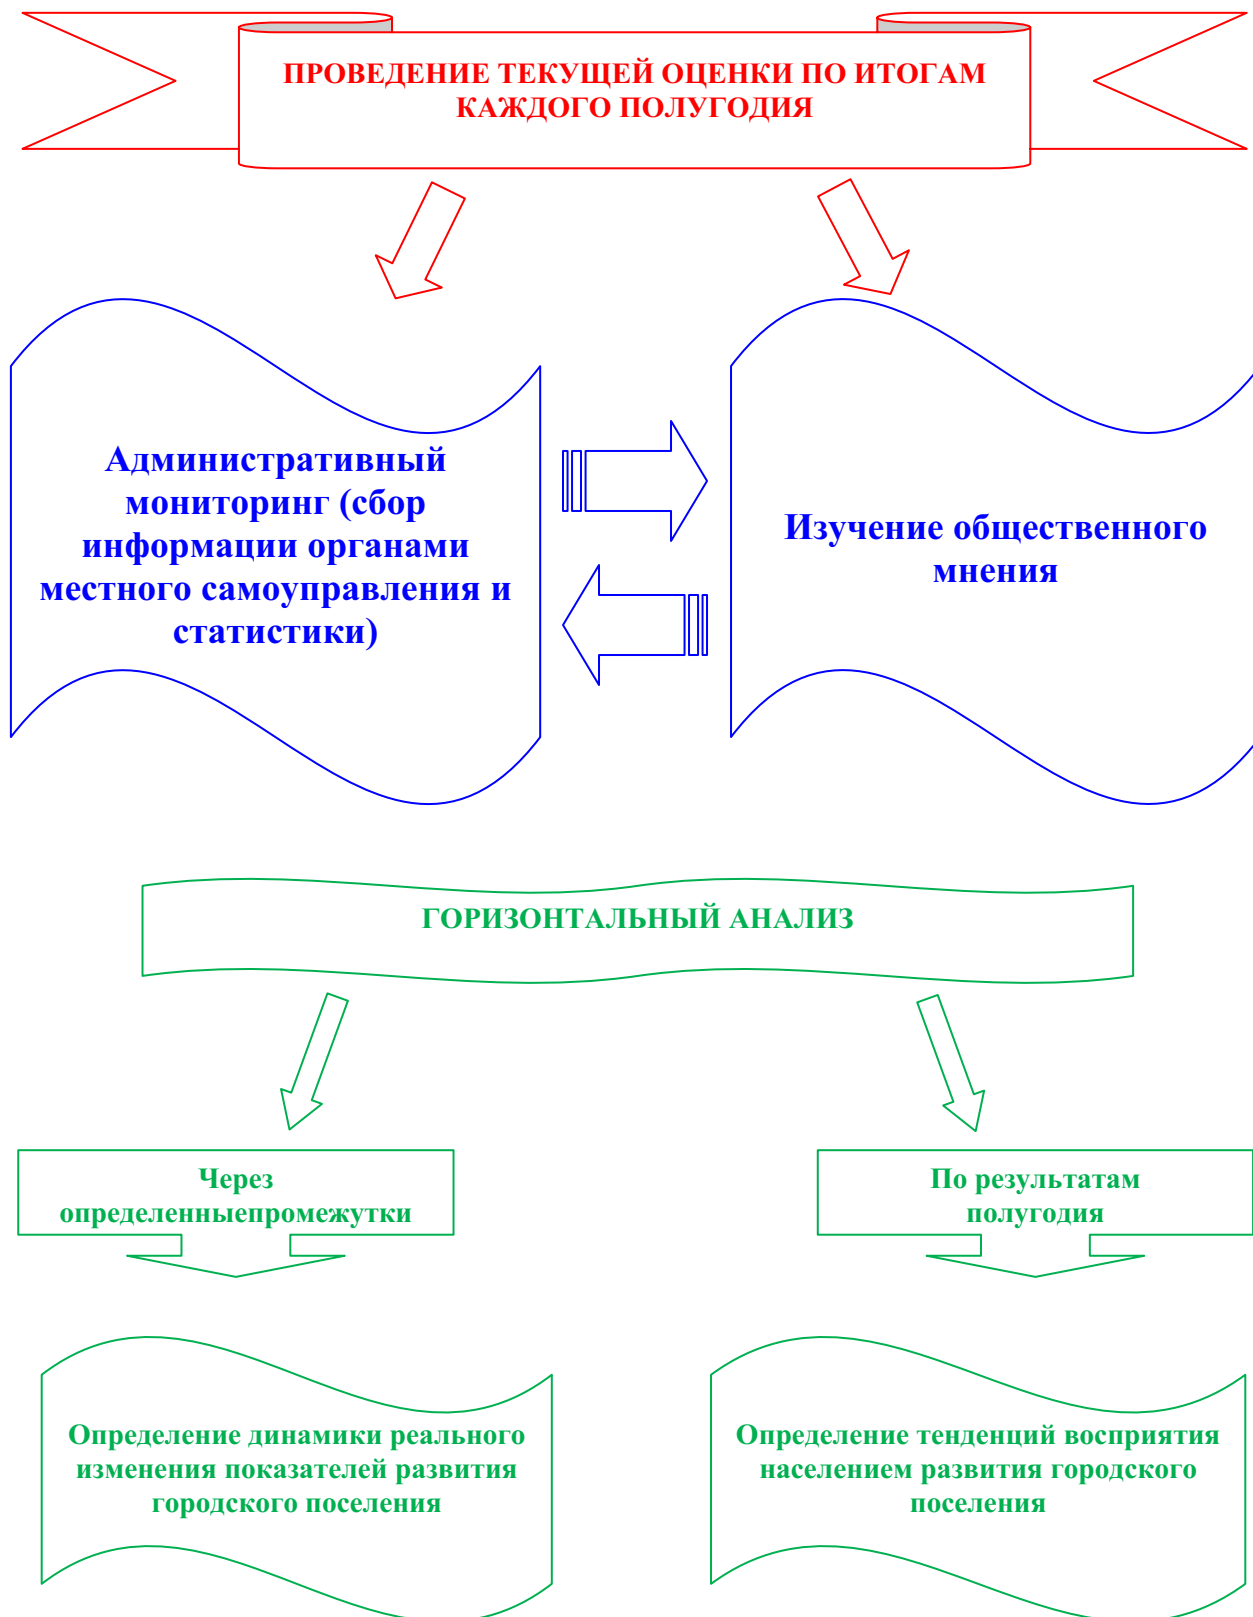 ПРОВЕДЕНИЕ ТЕКУЩЕЙ ОЦЕНКИ ПО ИТОГАМ
КАЖДОГО ПОЛУГОДИЯ
Административный
мониторинг (сбор
информации органами
местного самоуправления и
статистики)
Изучение общественного
мнения
ГОРИЗОНТАЛЬНЫЙ АНАЛИЗ
Через
определенныепромежутки
По результатам
полугодия
Определение динамики реального
изменения показателей развития
городского поселения
Определение тенденций восприятия
населением развития городского
поселения